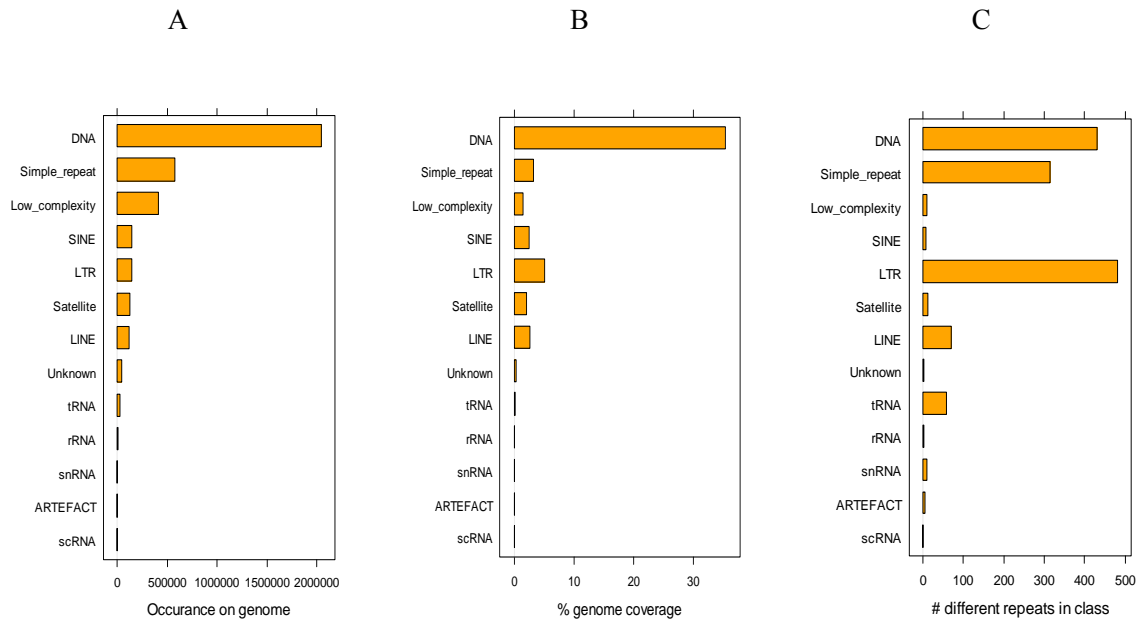 A
DNA
Simple_repeat
Low_complexity
SINE
LTR
Satellite
LINE
Unknown
tRNA
rRNA
snRNA
ARTEFACT
scRNA
0 500000 1000000 1500000 2000000
Occurance on genome
B
DNA
Simple_repeat
Low_complexity
SINE
LTR
Satellite
LINE
Unknown
tRNA
rRNA
snRNA
ARTEFACT
scRNA
0 10 20 30
% genome coverage
C
DNA
Simple_repeat
Low_complexity
SINE
LTR
Satellite
LINE
Unknown
tRNA
rRNA
snRNA
ARTEFACT
scRNA
0 100 200 300 400 500
# different repeats in class